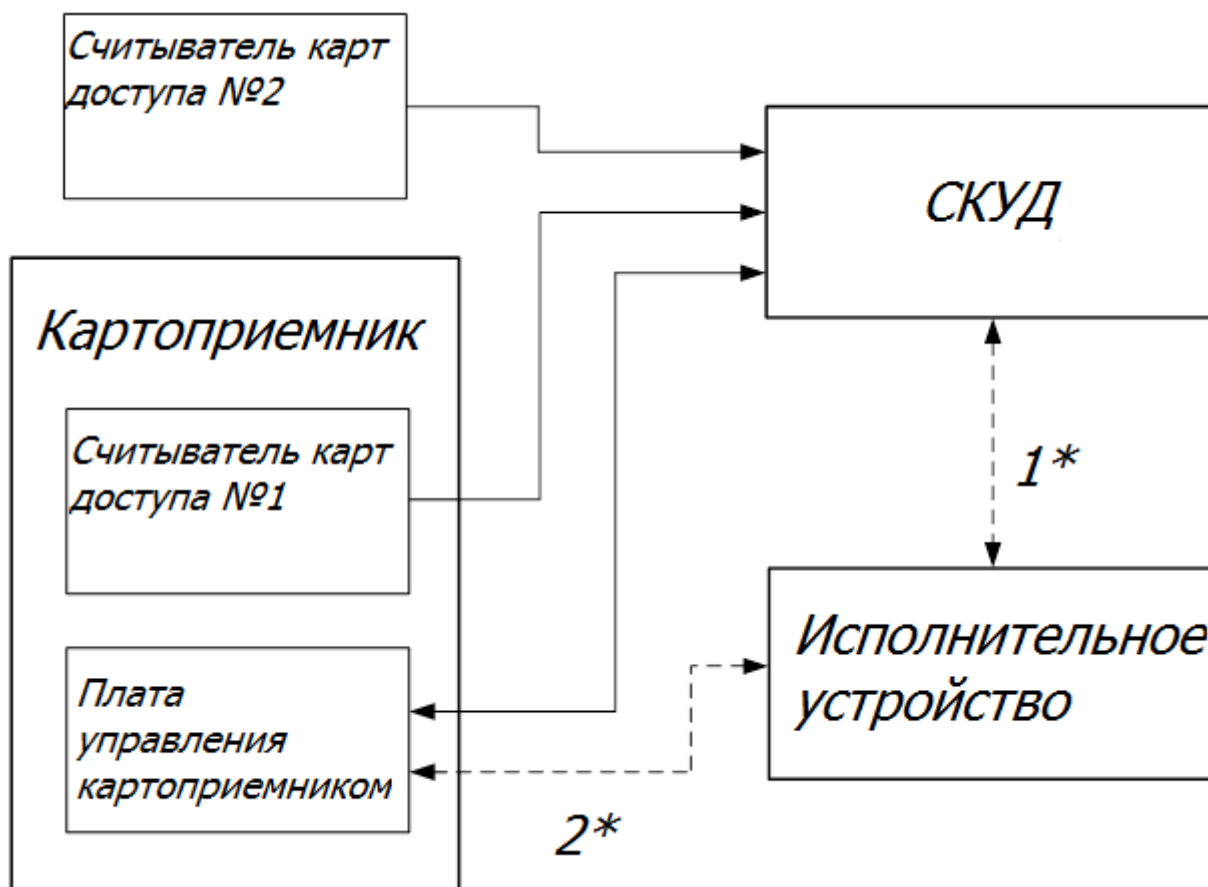 Считыватель карт
доступа №2
СКУД
Картоприемник
Считыватель карт
доступа №1
1*
Исполнительное
устройство
Плата
управления
картоприемником
2*